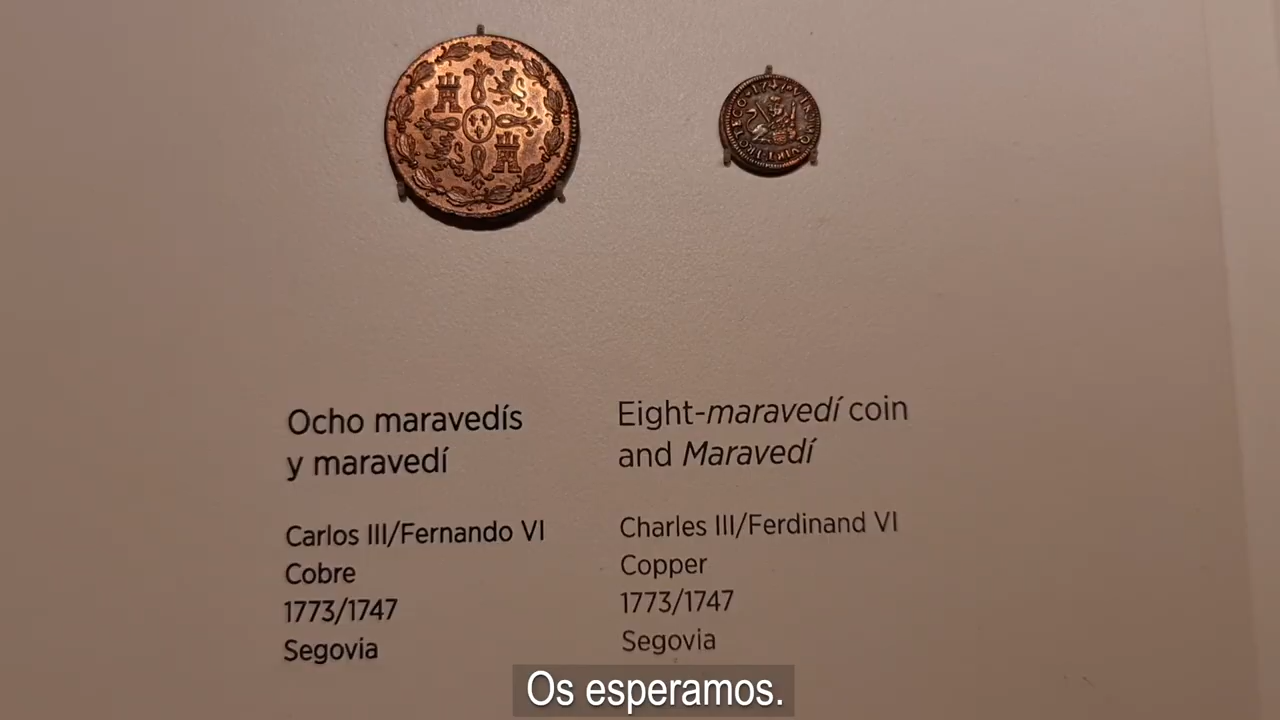 Ocho maravedís
y maravedí
Carlos III/Fernando VI
Cobre
1773/1747
Segovia
Eight-maravedí coin
and Maravedí
Charles III/Ferdinand VI
Copper
1773/1747
Segovia
Os esperamos.